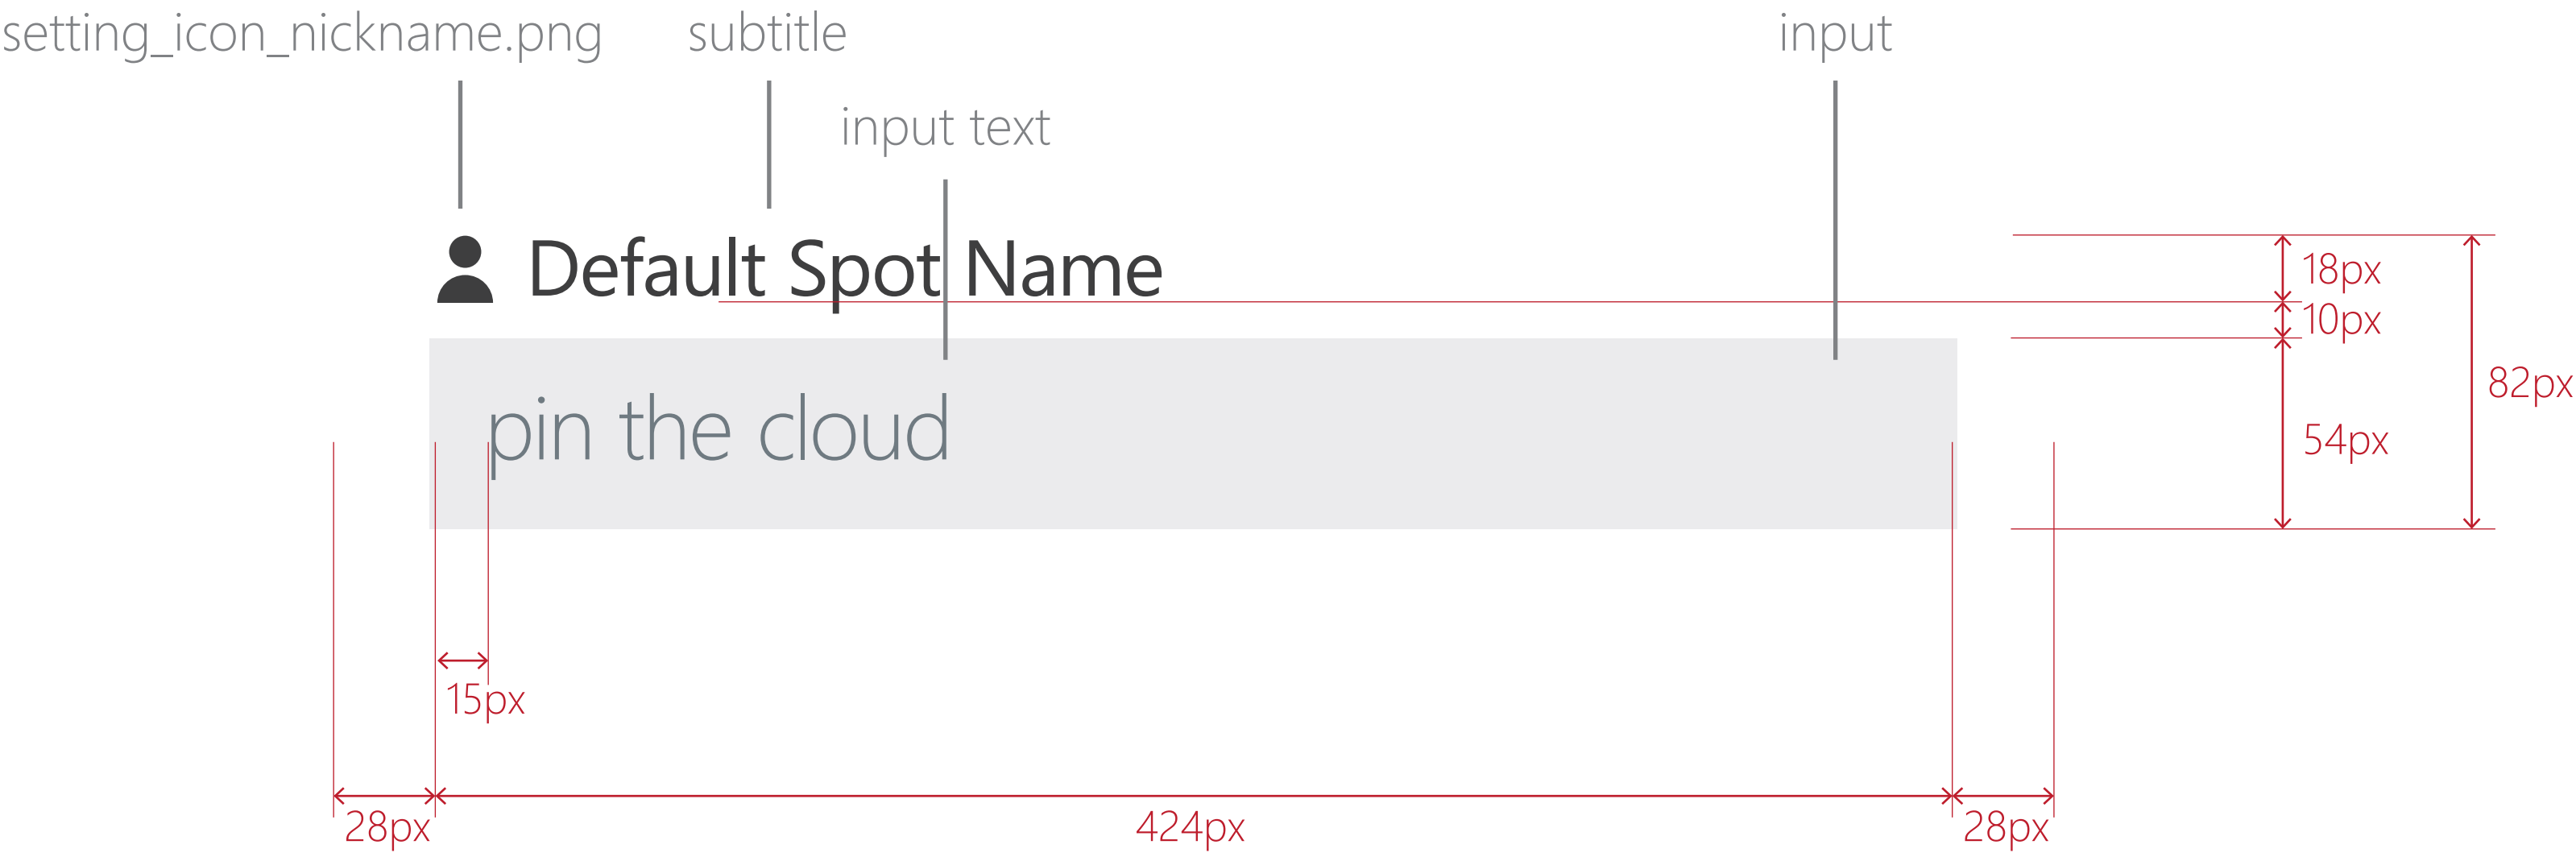 setting_icon_nickname.png
subtitle
input
input text
Default Spot Name
18px
10px
82px
pin the cloud
54px
15px
28px
424px
28px